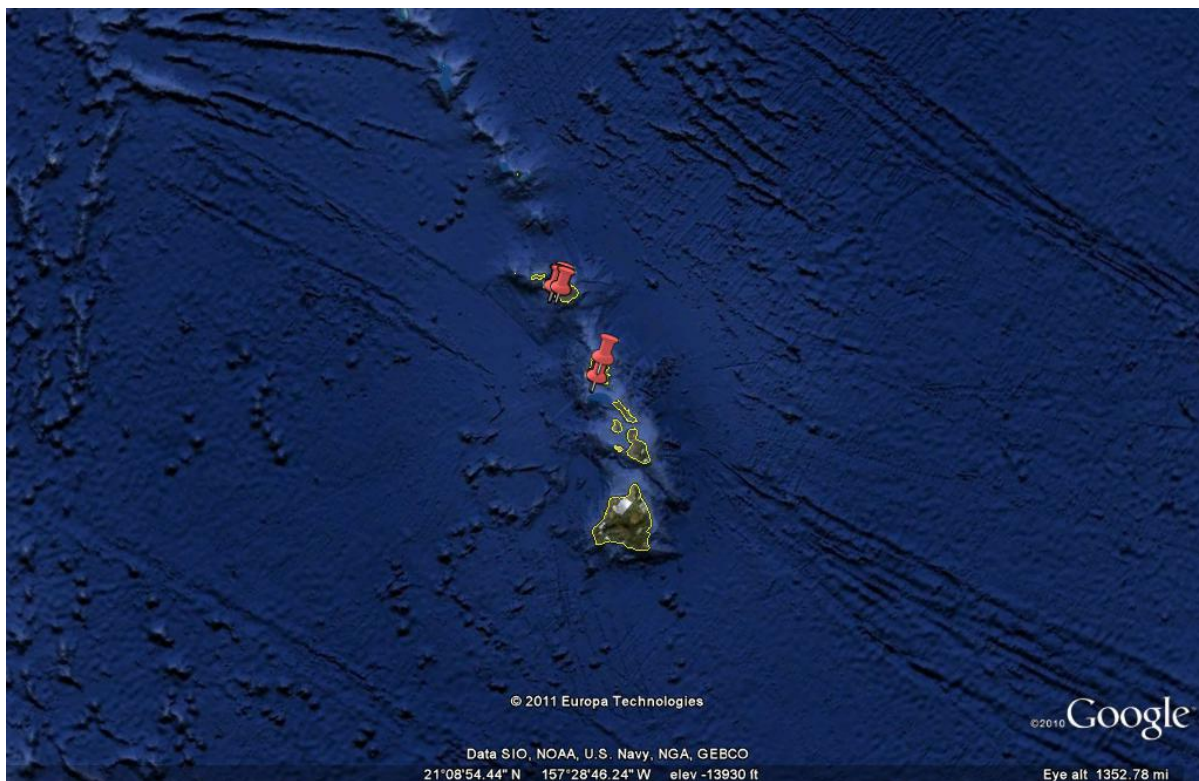 © 2011 Europa Technologies
©2010 Google
Data SIO, NOAA, U.S. Navy, NGA, GEBCO
21°08'54.44" N 157°28'46.24" W elev -13930 ft Eye alt 1352.78 mi